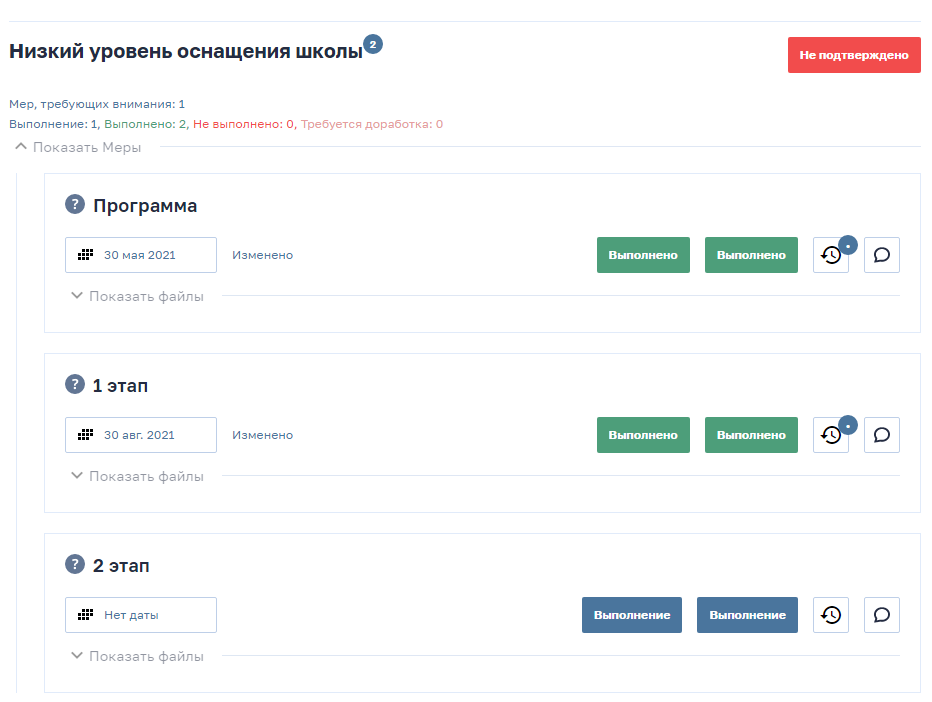 Низкий уровень оснащения школы 2
Не подтверждено
Мер, требующих внимания: 1
Выполнение: 1, Выполнено: 2, Не выполнено: 0, Требуется доработка: 0
Показать Меры
? Программа
30 мая 2021 Изменено Выполнено Выполнено
Показать файлы
? 1 этап
30 авг. 2021 Изменено Выполнено Выполнено
Показать файлы
? 2 этап
Нет даты Выполнение Выполнение
Показать файлы